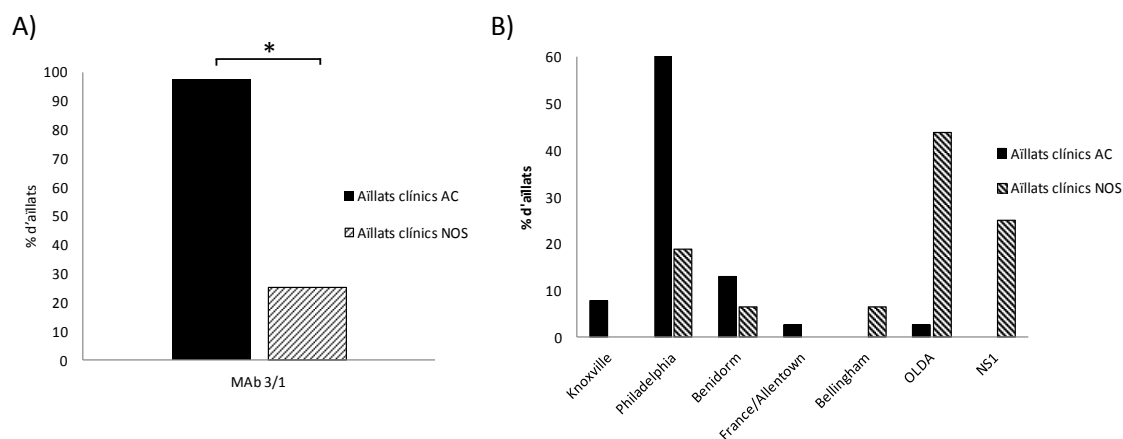 A)
*
100
90
80
70
60
50
40
30
20
10
0
% d'aïllats
MAb 3/1
Aïllats clínics AC
Aïllats clínics NOS
B)
60
50
40
30
20
10
0
% d'aïllats
Knoxville
Philadelphia
Benidorm
France/Allentown
Bellingham
OLDA
NS1
Aïllats clínics AC
Aïllats clínics NOS